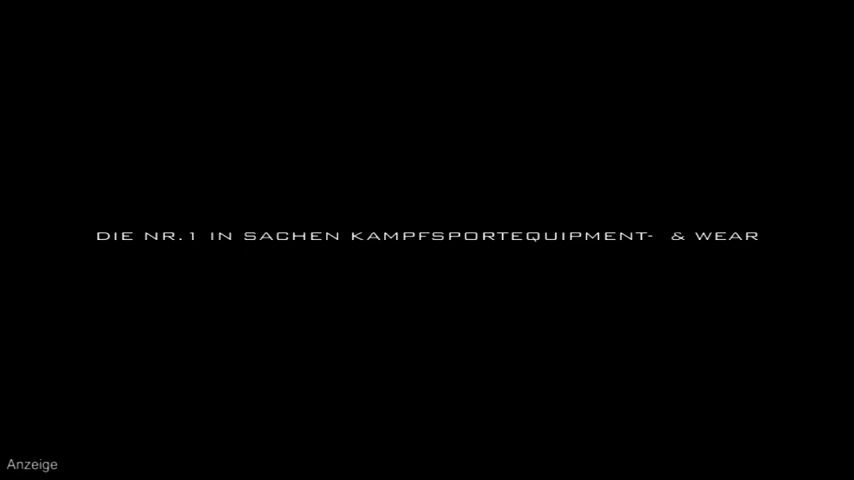 DIE NR.1 IN SACHEN KAMPFSPORTEQUIPMENT- & WEAR
Anzeige